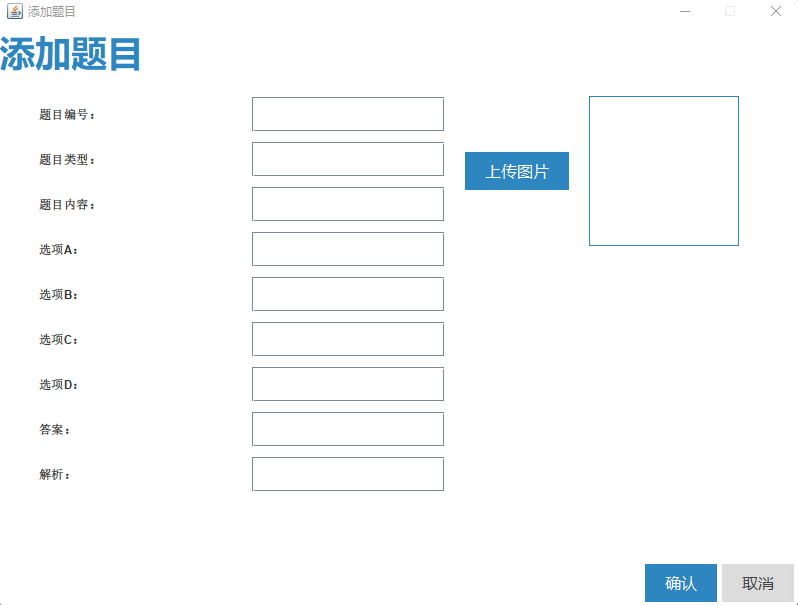 添加题目
添加题目
题目编号：
题目类型：
上传图片
题目内容：
选项A：
选项B：
选项C：
选项D：
答案：
解析：
确认
取消